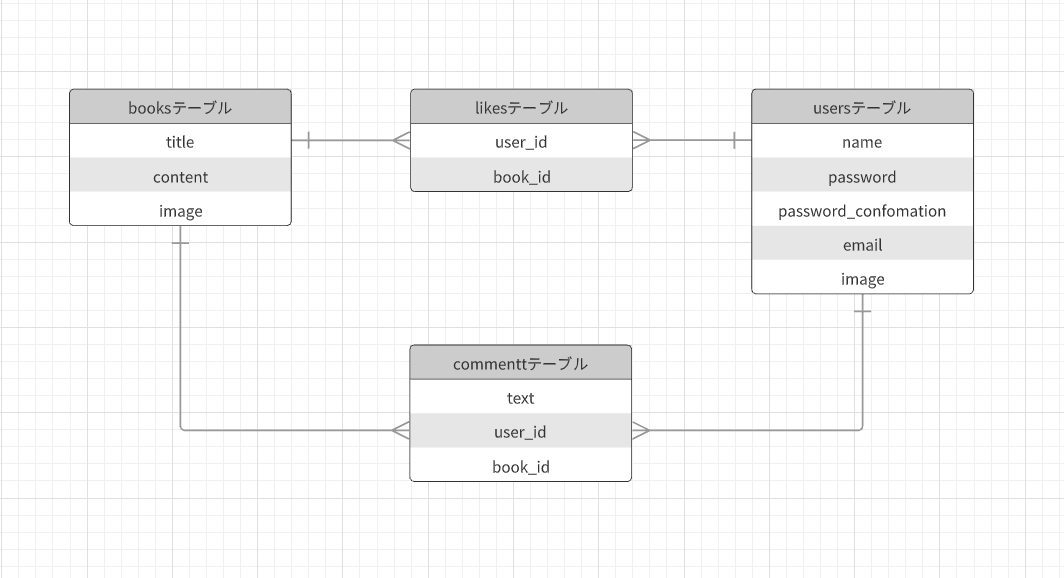 booksテーブル
title
content
image
likesテーブル
user_id
book_id
usersテーブル
name
password
password_confomation
email
image
commenttテーブル
text
user_id
book_id